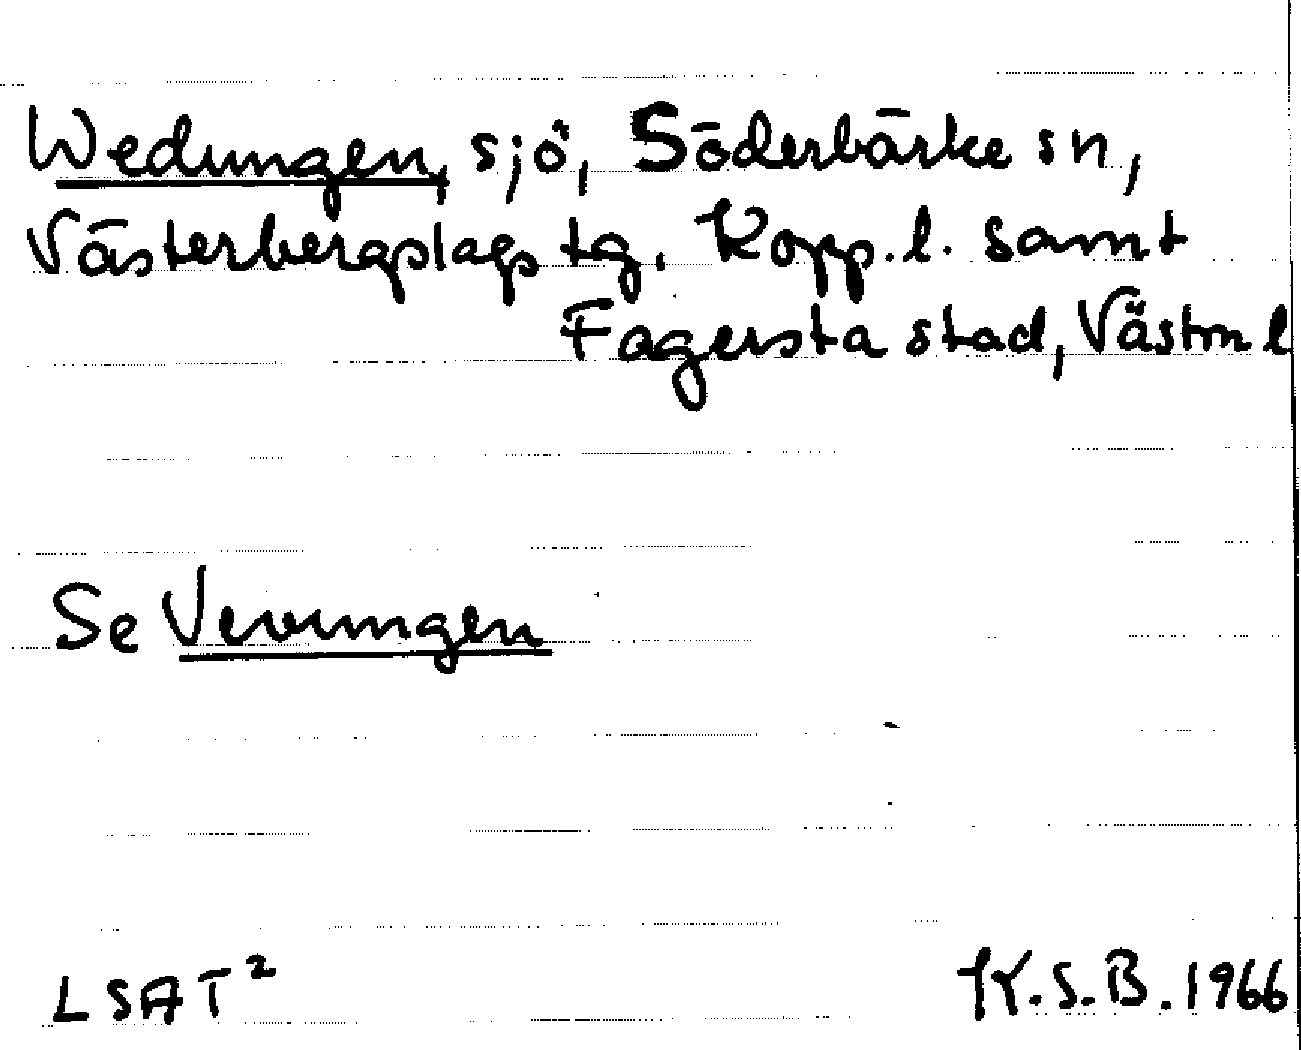 Wedungen, sjö, Söderbärke sn,
Västerbergslags tg. Kopp. l. samt
Fagersta stad, Västm l
Se Vevungen
LSAT²
K.S.B. 1966